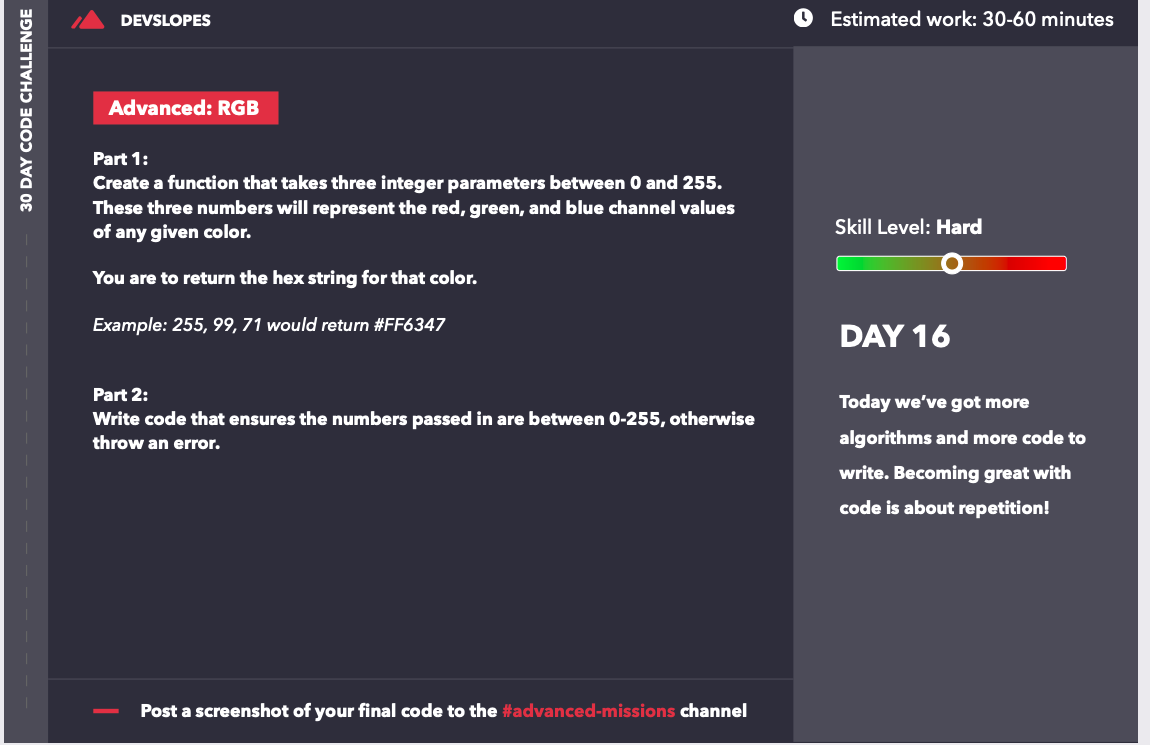 30 DAY CODE CHALLENGE
DEVSLOPES
Estimated work: 30-60 minutes
Advanced: RGB
Part 1:
Create a function that takes three integer parameters between 0 and 255.
These three numbers will represent the red, green, and blue channel values
of any given color.
You are to return the hex string for that color.
Example: 255, 99, 71 would return #FF6347
Part 2:
Write code that ensures the numbers passed in are between 0-255, otherwise
throw an error.
Post a screenshot of your final code to the #advanced-missions channel
Skill Level: Hard
DAY 16
Today we’ve got more
algorithms and more code to
write. Becoming great with
code is about repetition!